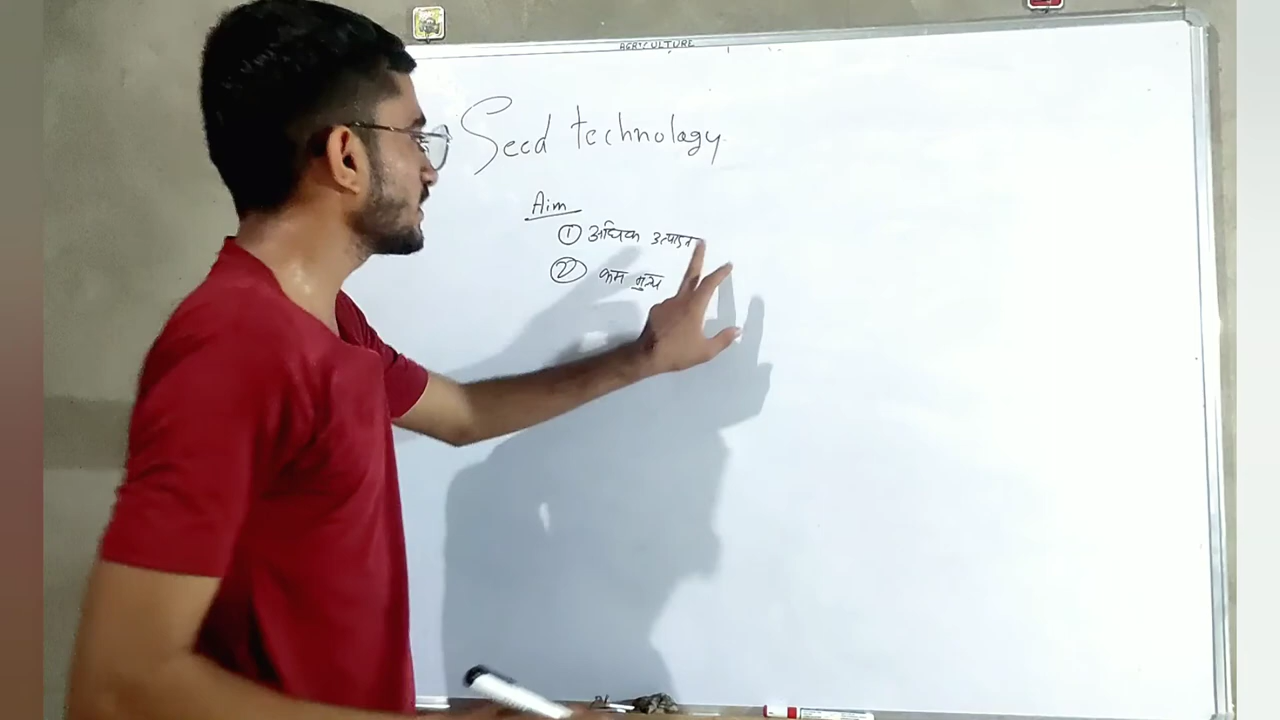 AGRICULTURE
Seed technology
Aim
① अधिक उत्पादन
② कम मुल्य